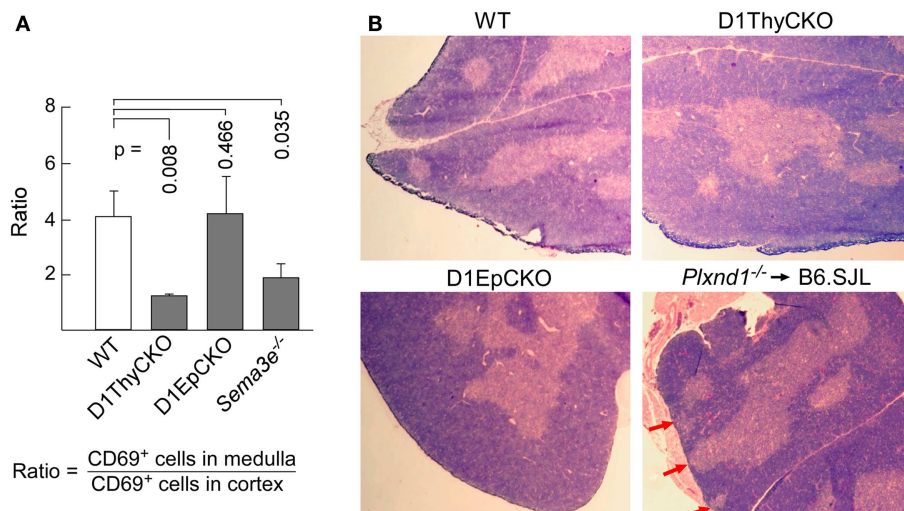 A
8
6
4
2
Ratio
p =
0.008
0.466
0.035
WT
D1ThyCKO
D1EpCKO
Sema3e-/-
Ratio = CD69+ cells in medulla
CD69+ cells in cortex
B
WT
D1ThyCKO
D1EpCKO
Plxnd1-/- → B6.SJL